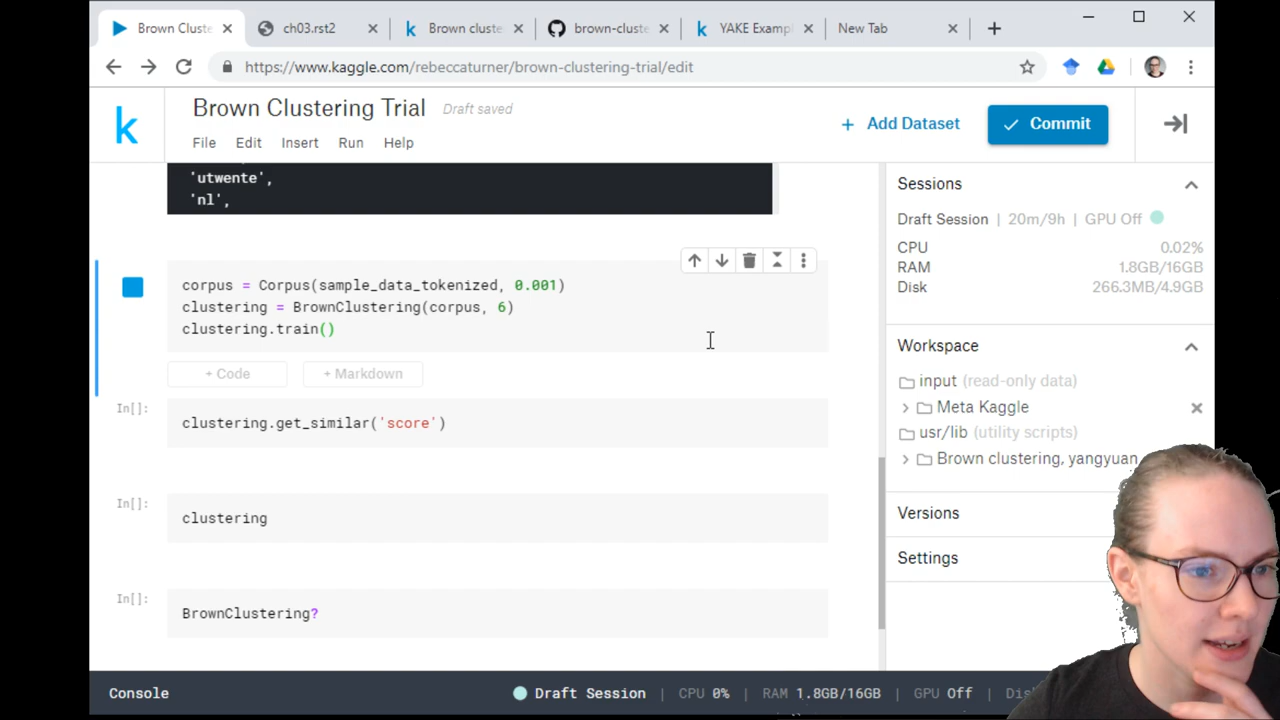 Brown Cluste
ch03.rst2
Brown cluste
brown-cluste
YAKE Exampl
New Tab
https://www.kaggle.com/rebeccaturner/brown-clustering-trial/edit
k
Brown Clustering Trial
Draft saved
File Edit Insert Run Help
+ Add Dataset
Commit
'utwente',
'nl',
corpus = Corpus(sample_data_tokenized, 0.001)
clustering = BrownClustering(corpus, 6)
clustering.train()
+ Code
+ Markdown
In[]:
clustering.get_similar('score')
In[]:
clustering
In[]:
BrownClustering?
Sessions
Draft Session | 20m/9h | GPU Off
CPU 0.02%
RAM 1.8GB/16GB
Disk 266.3MB/4.9GB
Workspace
input (read-only data)
Meta Kaggle
usr/lib (utility scripts)
Brown clustering, yangyuan
Versions
Settings
Console
Draft Session | CPU 0% | RAM 1.8GB/16GB | GPU Off |